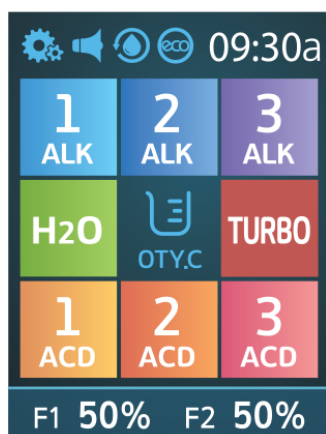 eco 09:30a
1 2 3
ALK ALK ALK
H2O TURBO
OTY.C
1 2 3
ACD ACD ACD
F1 50% F2 50%